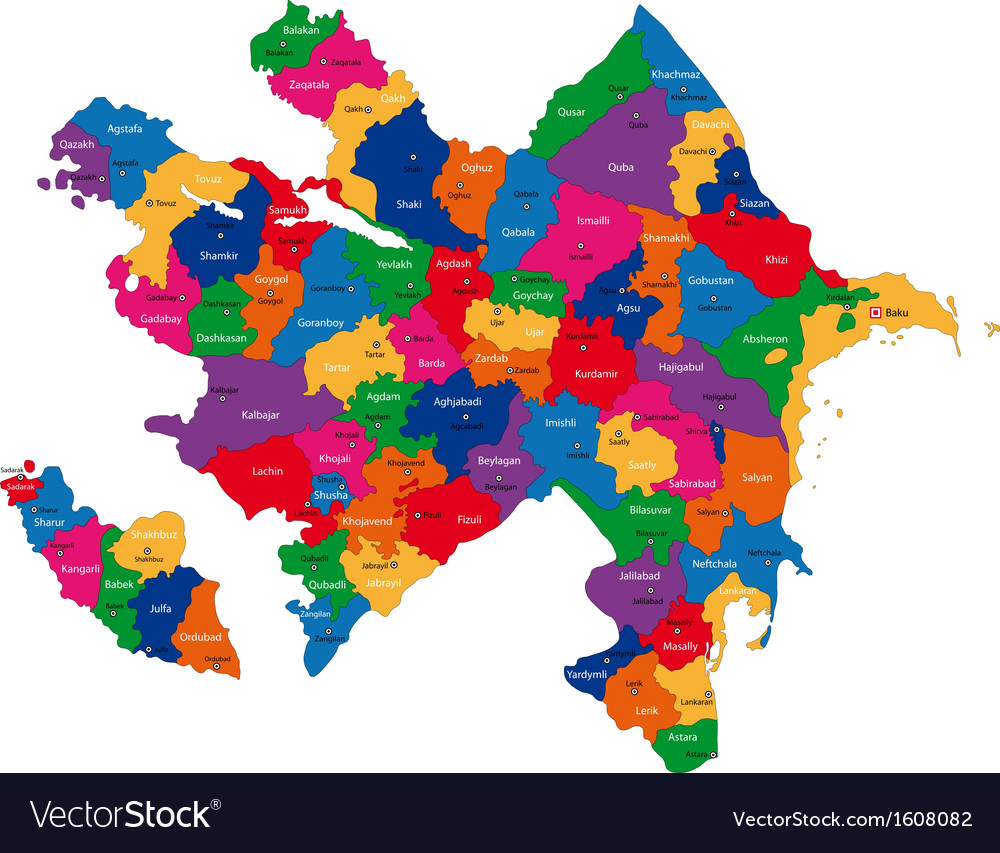 Balakan
Balakan
Zaqatala
Zaqatala
Qakh
Qakh
Khachmaz
Khachmaz
Qusar
Qusar
Quba
Quba
Davachi
Davachi
Siazan
Siazan
Agstafa
Agstafa
Qazakh
Qazakh
Tovuz
Tovuz
Shaki
Shaki
Oghuz
Oghuz
Qabala
Qabala
Samukh
Samukh
Shamkir
Shamkir
Ismailli
Ismailli
Khizi
Khizi
Shamakhi
Shamakhi
Yevlakh
Yevlakh
Agdash
Agdash
Goygol
Goygol
Gobustan
Gobustan
Goychay
Goychay
Goranboy
Goranboy
Gadabay
Gadabay
Dashkasan
Dashkasan
Agsu
Agsu
Xırdalan
Absheron
Baku
Ujar
Ujar
Tartar
Tartar
Barda
Barda
Zardab
Zardab
Kurdamir
Kurdamir
Hajigabul
Hajigabul
Kalbajar
Kalbajar
Agdam
Agdam
Aghjabadi
Agcabadi
Imishli
Imishli
Sabirabad
Sabirabad
Saatly
Saatly
Shirva
Khojali
Khojali
Lachin
Lachin
Khojavend
Khojavend
Beylagan
Beylagan
Shusha
Shusha
Salyan
Salyan
Sadarak
Sadarak
Sharur
Sharur
Fizuli
Fizuli
Bilasuvar
Bilasuvar
Shakhbuz
Shakhbuz
Kangarli
Kangarli
Qubadli
Qubadli
Jabrayil
Jabrayil
Neftchala
Neftchala
Babek
Babek
Jalilabad
Jalilabad
Lankaran
Lankaran
Julfa
Julfa
Zangilan
Zangilan
Ordubad
Ordubad
Masally
Masally
Yardymli
Yardymli
Lerik
Lerik
Astara
Astara
VectorStock®
VectorStock.com/1608082